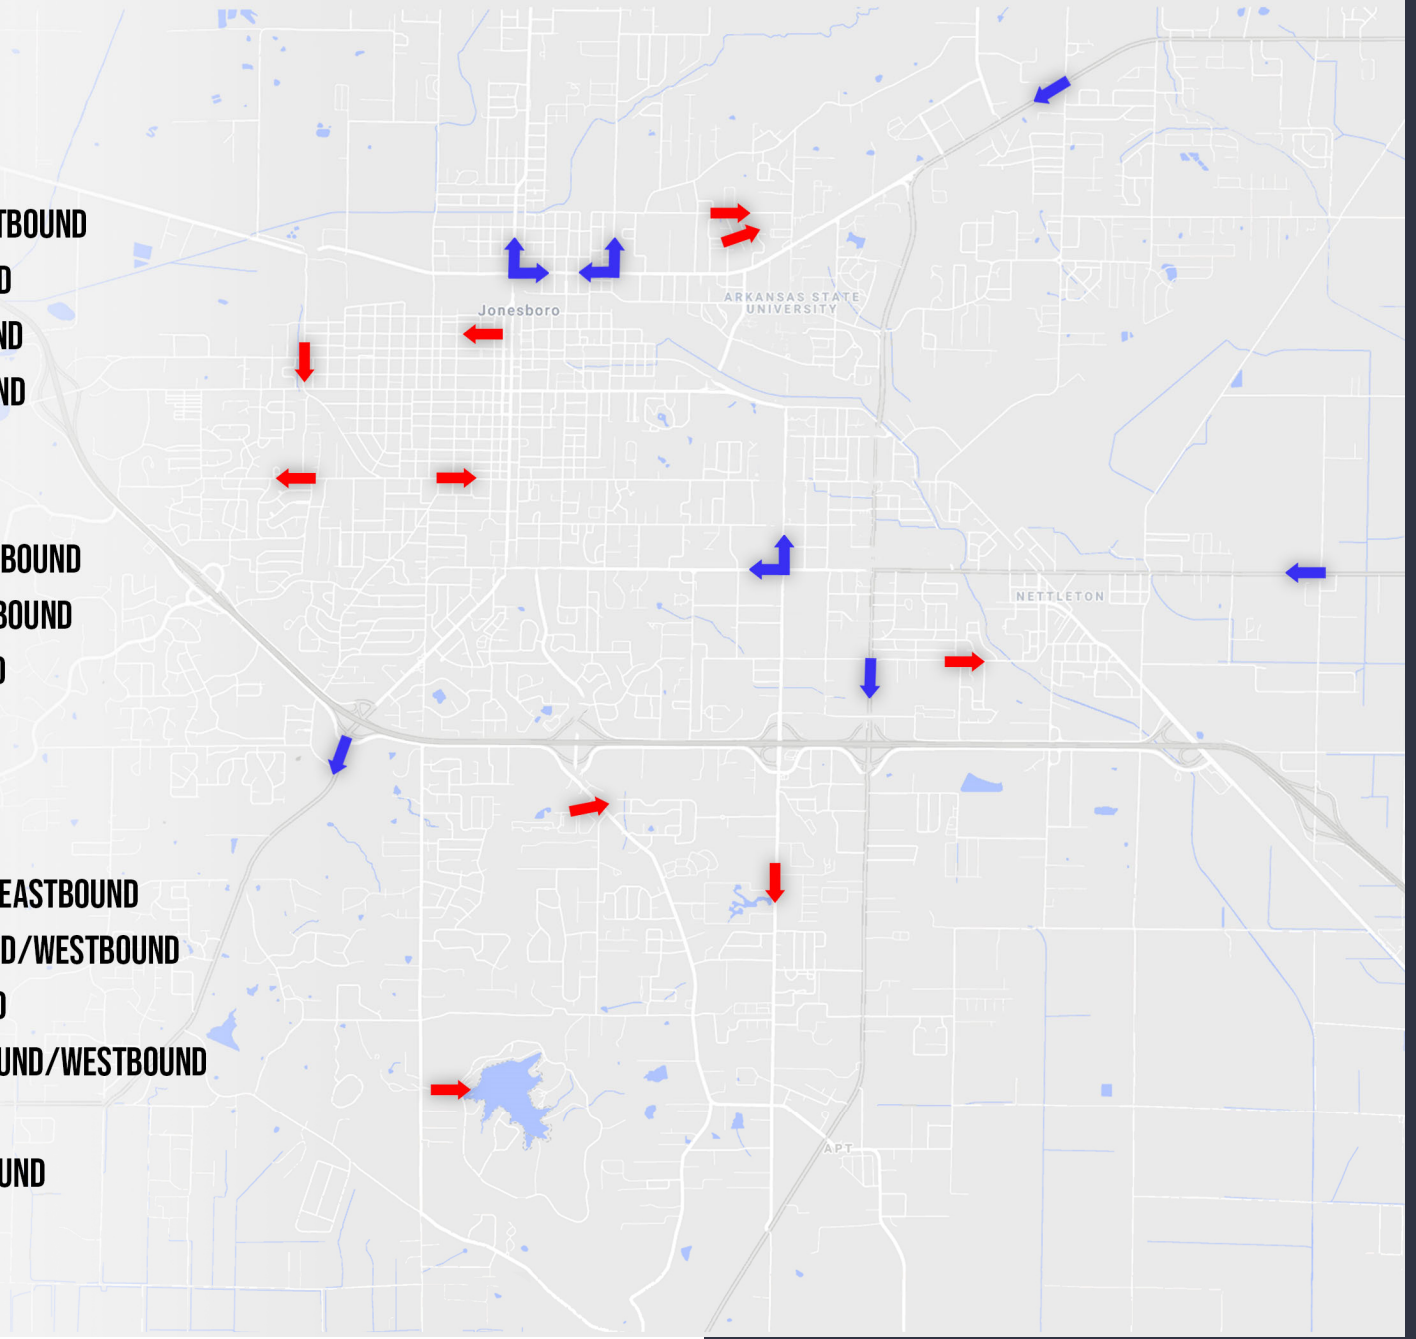 TBOUND
D
ND
ND
BOUND
BOUND
D
EASTBOUND
D/WESTBOUND
D
UND/WESTBOUND
UND
Jonesboro
ARKANSAS STATE
UNIVERSITY
NETTLETON
APT